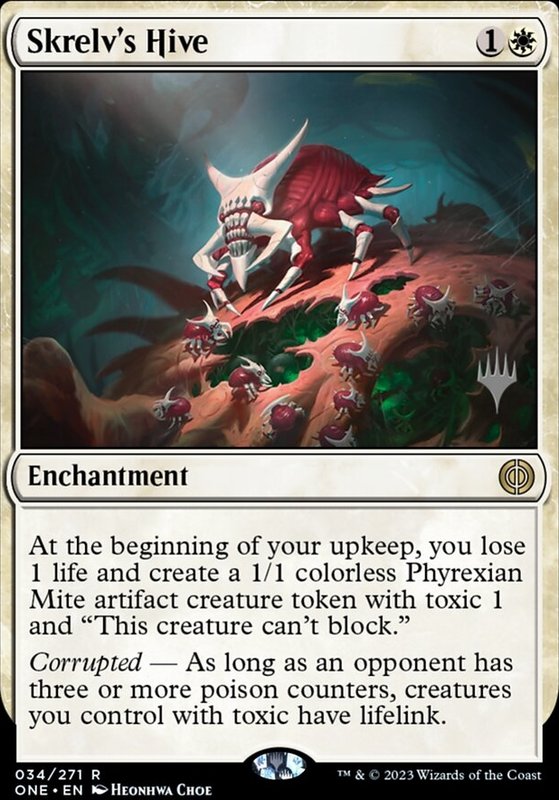 Skrelv's Hive 1
Enchantment
At the beginning of your upkeep, you lose
1 life and create a 1/1 colorless Phyrexian
Mite artifact creature token with toxic 1
and “This creature can't block.”
Corrupted — As long as an opponent has
three or more poison counters, creatures
you control with toxic have lifelink.
034/271 R
ONE • EN Heonhwa Choe
™ & © 2023 Wizards of the Coast